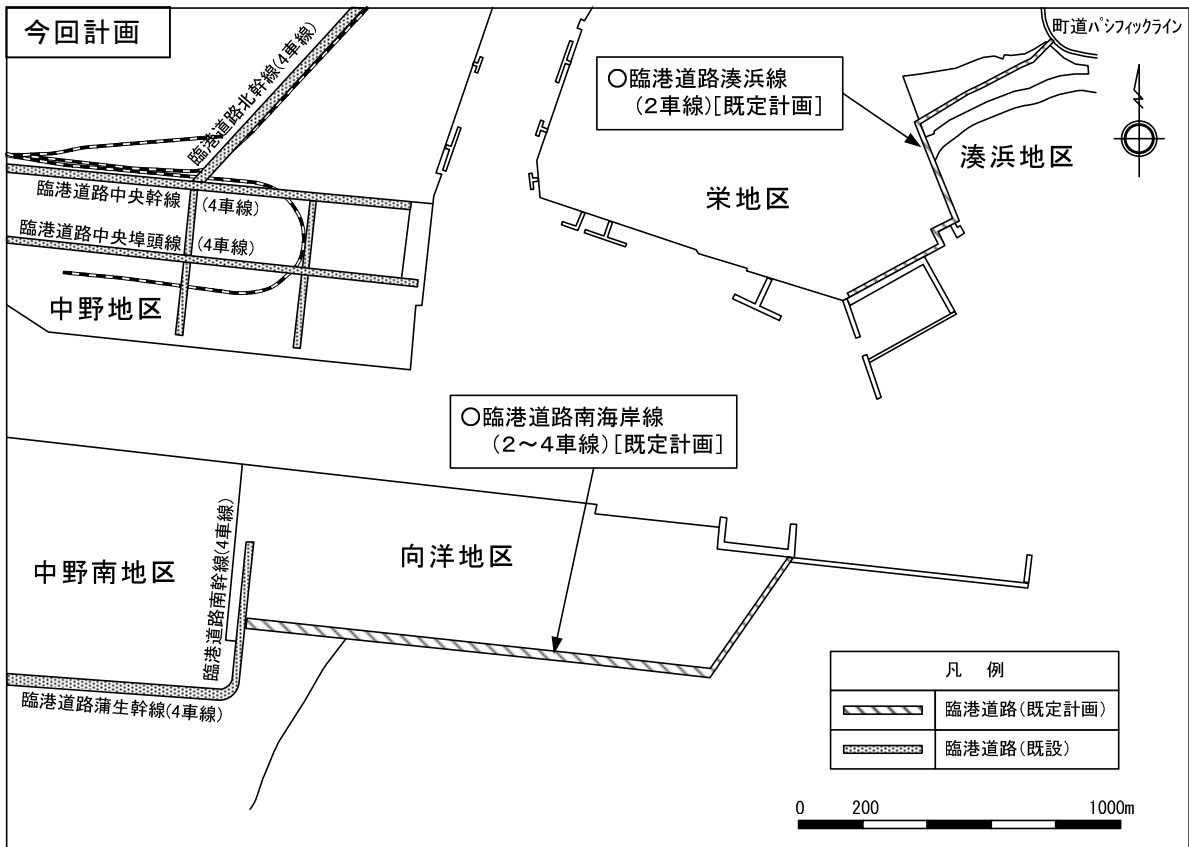 今回計画
町道パシフィックライン
臨港道路北幹線(4車線)
○臨港道路湊浜線
(2車線)[既定計画]
湊浜地区
栄地区
臨港道路中央幹線 (4車線)
臨港道路中央埠頭線 (4車線)
中野地区
○臨港道路南海岸線
(2～4車線)[既定計画]
臨港道路南幹線(4車線)
向洋地区
中野南地区
臨港道路蒲生幹線(4車線)
凡 例
臨港道路(既定計画)
臨港道路(既設)
0 200 1000m